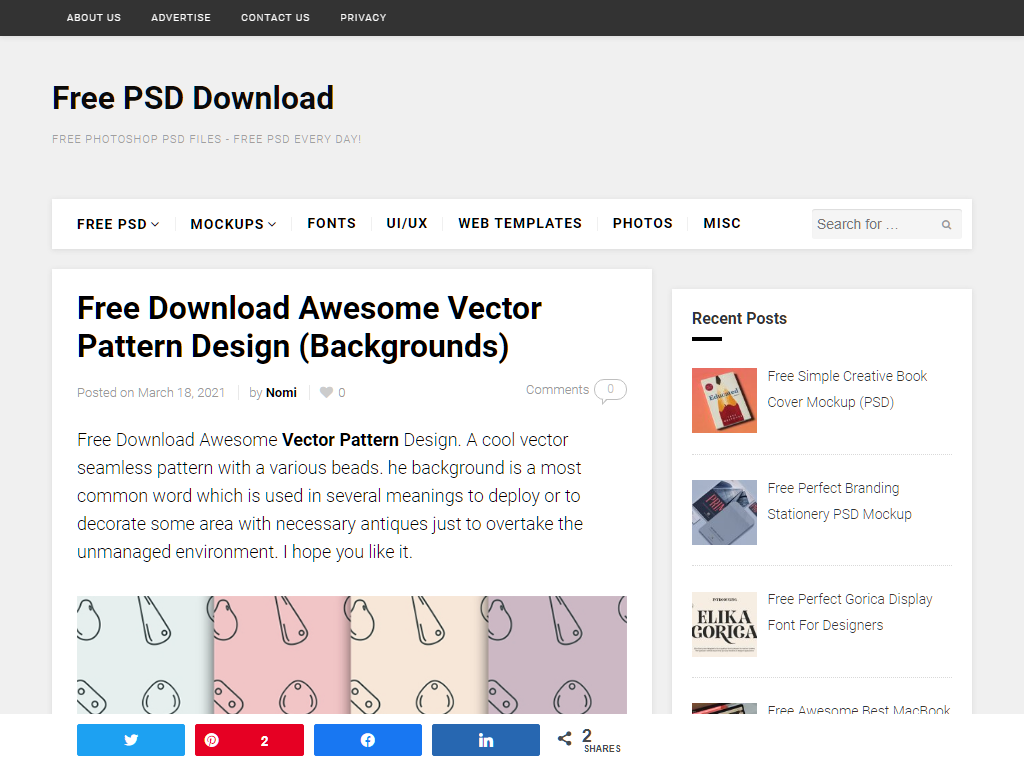 ABOUT US ADVERTISE CONTACT US PRIVACY
Free PSD Download
FREE PHOTOSHOP PSD FILES - FREE PSD EVERY DAY!
FREE PSD MOCKUPS FONTS UI/UX WEB TEMPLATES PHOTOS MISC Search for ...
Free Download Awesome Vector
Pattern Design (Backgrounds)
Posted on March 18, 2021 by Nomi 0 Comments 0
Free Download Awesome Vector Pattern Design. A cool vector
seamless pattern with a various beads. he background is a most
common word which is used in several meanings to deploy or to
decorate some area with necessary antiques just to overtake the
unmanaged environment. I hope you like it.
Recent Posts
Educated
Free Simple Creative Book
Cover Mockup (PSD)
Free Perfect Branding
Stationery PSD Mockup
ELIKA
GORICA
Free Perfect Gorica Display
Font For Designers
Free Awesome Best MacBook
2
2
SHARES